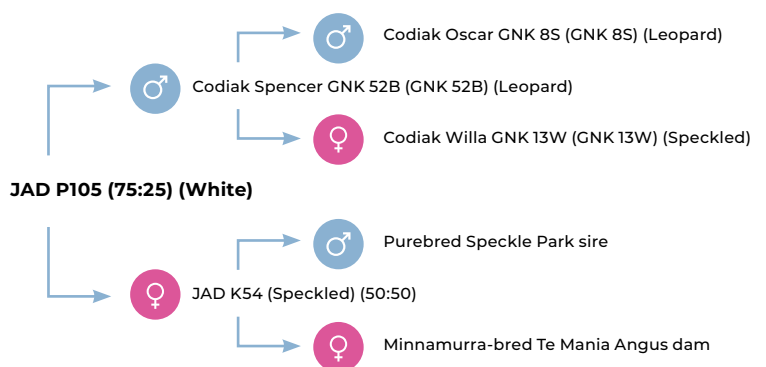 Codiak Oscar GNK 8S (GNK 8S) (Leopard)
Codiak Spencer GNK 52B (GNK 52B) (Leopard)
Codiak Willa GNK 13W (GNK 13W) (Speckled)
JAD P105 (75:25) (White)
Purebred Speckle Park sire
JAD K54 (Speckled) (50:50)
Minnamurra-bred Te Mania Angus dam